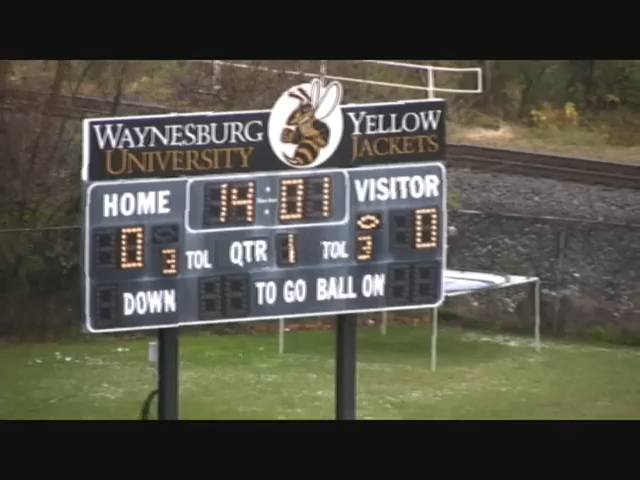 WAYNESBURG YELLOW
UNIVERSITY JACKETS
HOME 14:01 VISITOR
0 3 TOL QTR 1 TOL 3 0
DOWN TO GO BALL ON